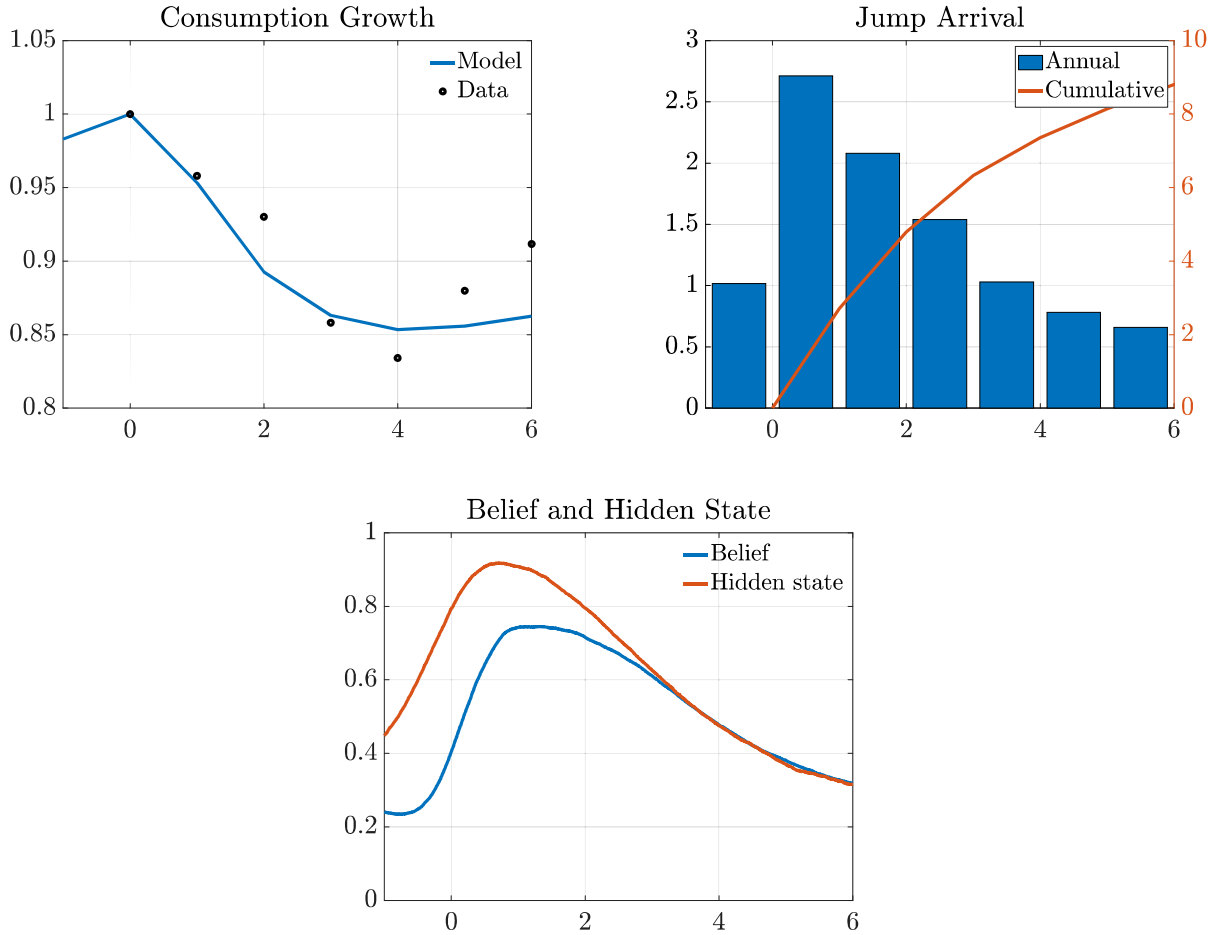 Consumption Growth
1.05
1
0.95
0.9
0.85
0.8
0 2 4 6
Model
Data
Jump Arrival
3
2.5
2
1.5
1
0.5
0
10
8
6
4
2
0
0 2 4 6
Annual
Cumulative
Belief and Hidden State
1
0.8
0.6
0.4
0.2
0
0 2 4 6
Belief
Hidden state